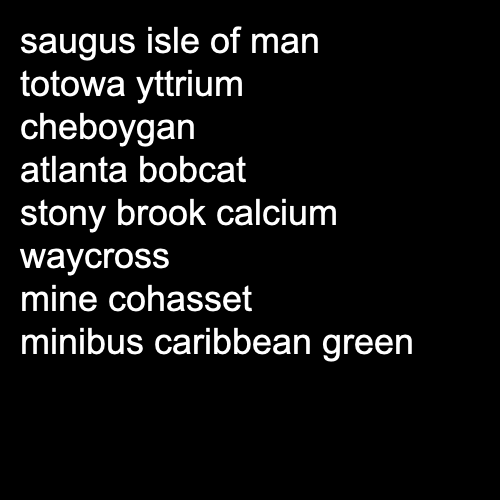 saugus isle of man
totowa yttrium
cheboygan
atlanta bobcat
stony brook calcium
waycross
mine cohasset
minibus caribbean green